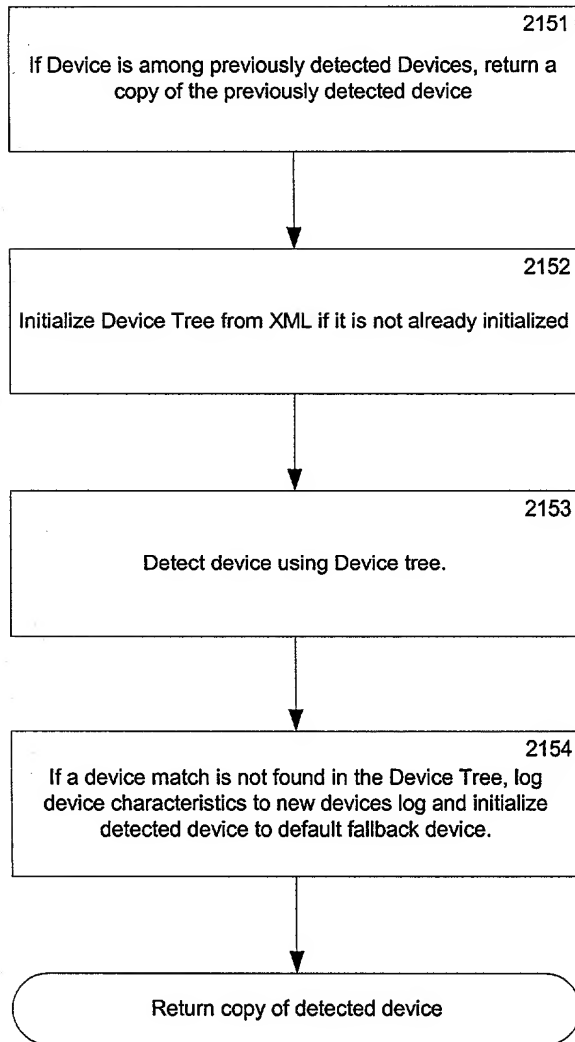 2151
If Device is among previously detected Devices, return a
copy of the previously detected device
2152
Initialize Device Tree from XML if it is not already initialized
2153
Detect device using Device tree.
2154
If a device match is not found in the Device Tree, log
device characteristics to new devices log and initialize
detected device to default fallback device.
Return copy of detected device